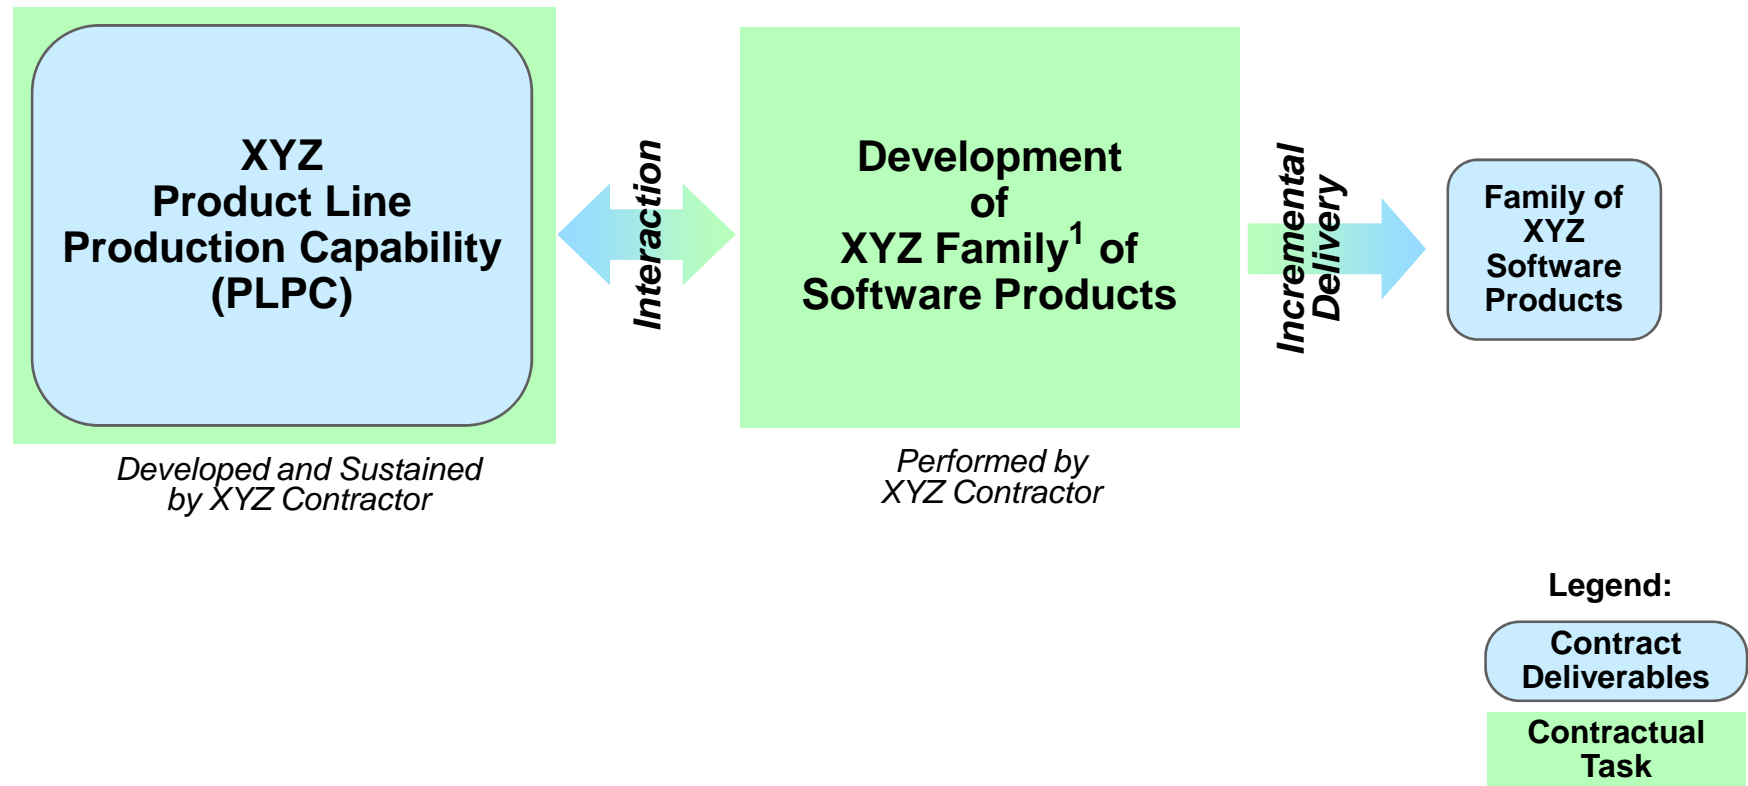 XYZ
Product Line
Production Capability
(PLPC)
Developed and Sustained
by XYZ Contractor
Interaction
Development
of
XYZ Family1 of
Software Products
Performed by
XYZ Contractor
Incremental
Delivery
Family of
XYZ
Software
Products
Legend:
Contract
Deliverables
Contractual
Task